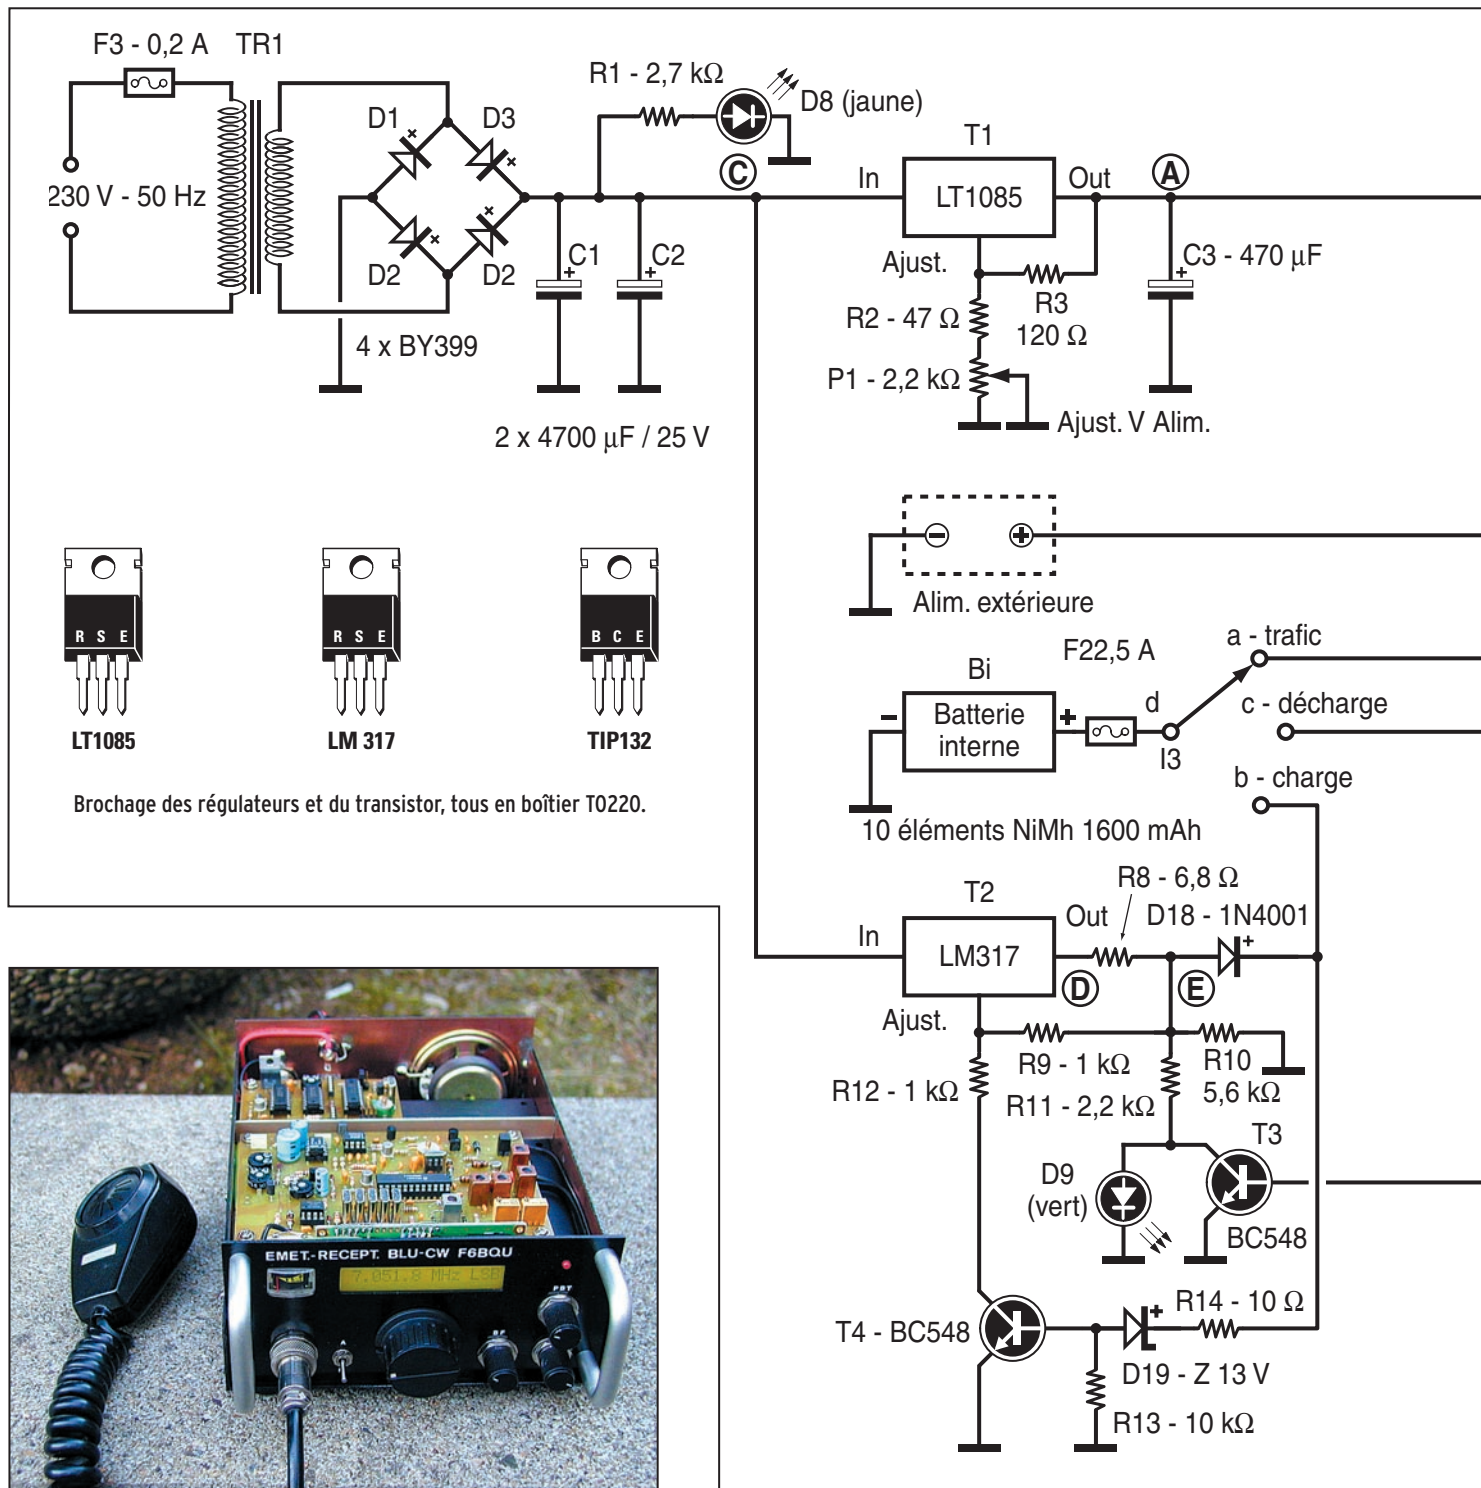 F3 - 0,2 A
TR1
230 V - 50 Hz
D1
D3
D2
D2
4 x BY399
R1 - 2,7 kΩ
D8 (jaune)
C
C1
C2
2 x 4700 µF / 25 V
T1
In
LT1085
Out
A
Ajust.
R3
120 Ω
R2 - 47 Ω
P1 - 2,2 kΩ
Ajust. V Alim.
C3 - 470 µF
Alim. extérieure
R S E
LT1085
R S E
LM 317
B C E
TIP132
Brochage des régulateurs et du transistor, tous en boîtier TO220.
Bi
Batterie
interne
F22,5 A
d
I3
a - trafic
c - décharge
b - charge
10 éléments NiMh 1600 mAh
T2
In
LM317
Out
R8 - 6,8 Ω
D18 - 1N4001
D
E
Ajust.
R9 - 1 kΩ
R10
5,6 kΩ
R12 - 1 kΩ
R11 - 2,2 kΩ
T3
BC548
D9
(vert)
T4 - BC548
R14 - 10 Ω
D19 - Z 13 V
R13 - 10 kΩ
EMET.-RECEPT. BLU-CW F6BQU
7.051.8 MHz LSB